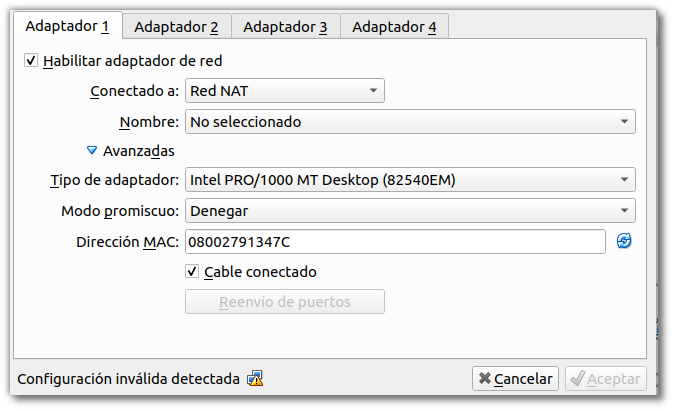 Adaptador 1 Adaptador 2 Adaptador 3 Adaptador 4
Habilitar adaptador de red
Conectado a: Red NAT
Nombre: No seleccionado
Avanzadas
Tipo de adaptador: Intel PRO/1000 MT Desktop (82540EM)
Modo promiscuo: Denegar
Dirección MAC: 08002791347C
Cable conectado
Reenvío de puertos
Configuración inválida detectada Cancelar Aceptar